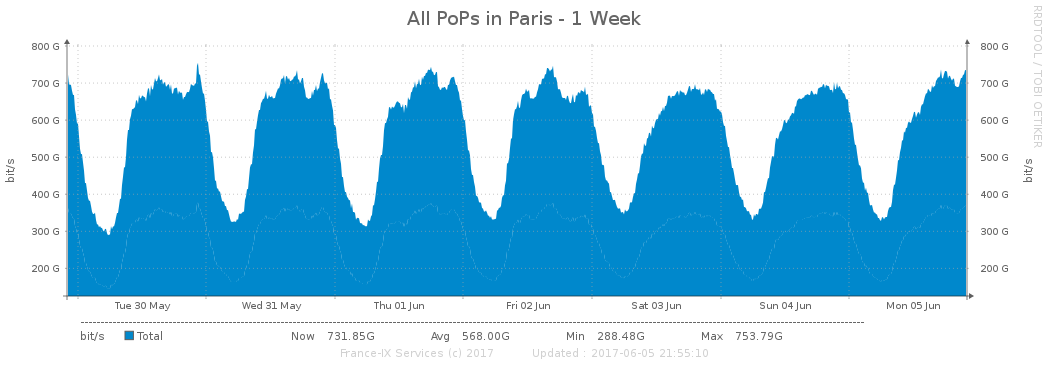 All PoPs in Paris - 1 Week
RRDTOOL / TOBI OETIKER
800 G 800 G
700 G 700 G
600 G 600 G
500 G 500 G
400 G 400 G
300 G 300 G
200 G 200 G
bit/s
bit/s
Tue 30 May Wed 31 May Thu 01 Jun Fri 02 Jun Sat 03 Jun Sun 04 Jun Mon 05 Jun
bit/s Total Now 731.85G Avg 568.00G Min 288.48G Max 753.79G
France-IX Services (c) 2017 Updated : 2017-06-05 21:55:10